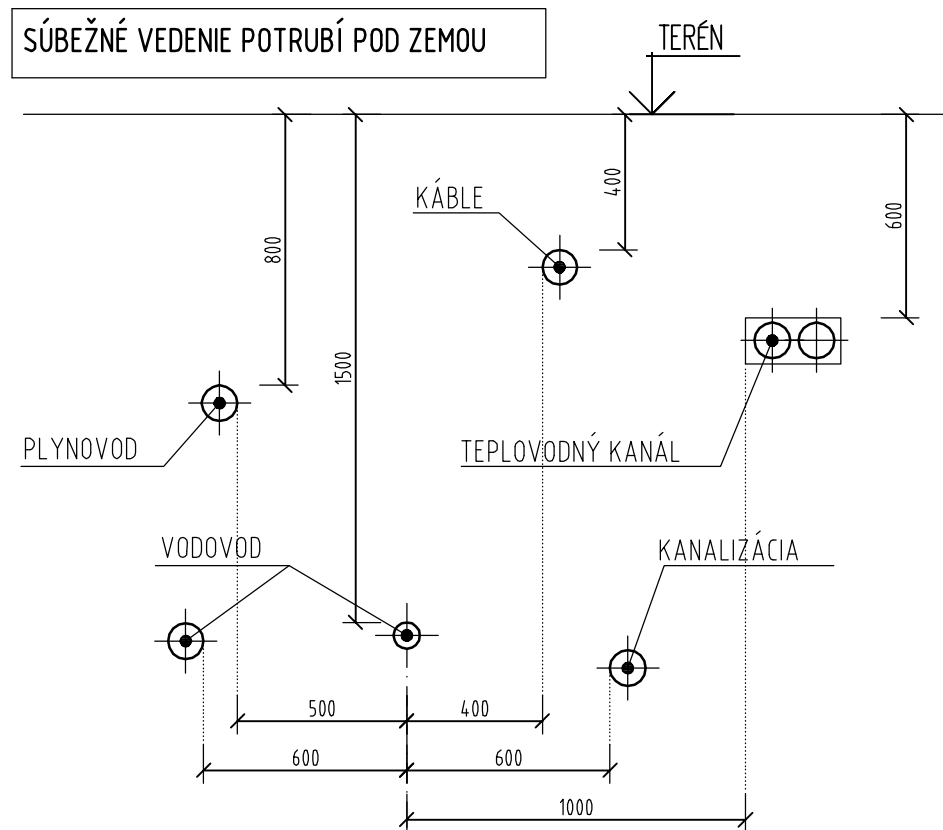 SÚBEŽNÉ VEDENIE POTRUBÍ POD ZEMOU
TERÉN
KÁBLE
400
600
800
1500
PLYNOVOD
TEPLOVODNÝ KANÁL
VODOVOD
KANALIZÁCIA
500
400
600
600
1000